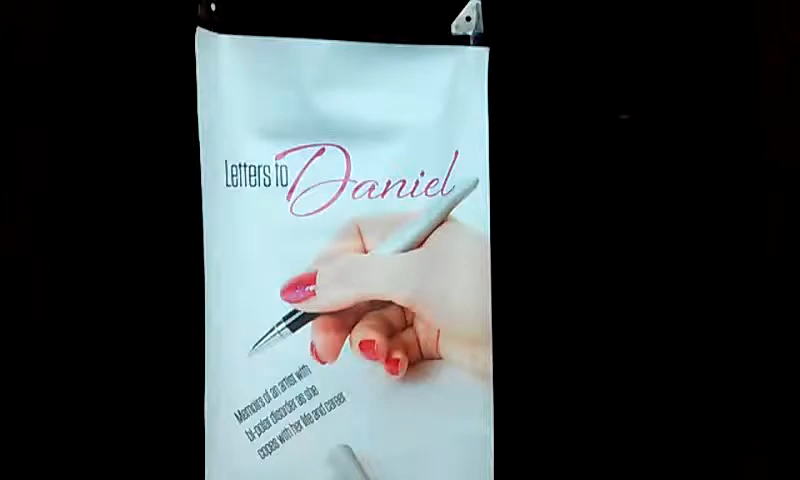 Letters to Daniel
Memoirs of an artist with
bi-polar disorder as she
copes with her life and career